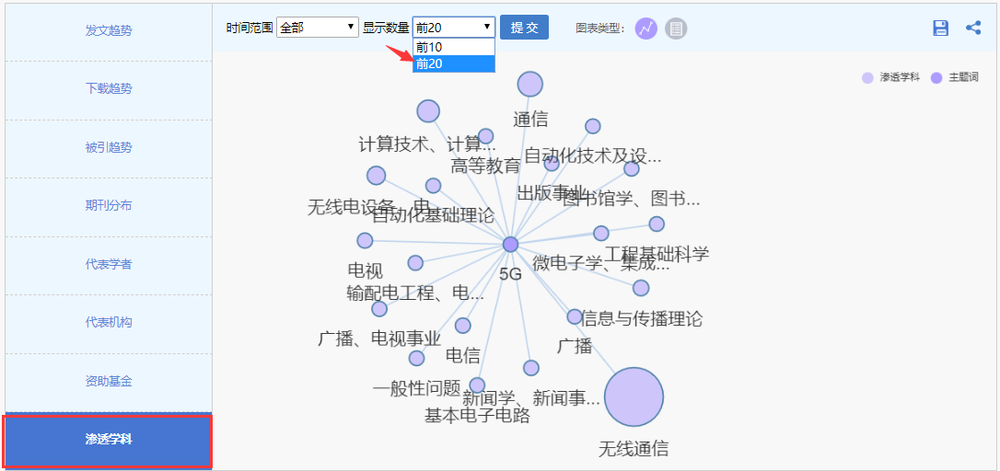 发文趋势
下载趋势
被引趋势
期刊分布
代表学者
代表机构
资助基金
渗透学科
时间范围 全部 显示数量 前20 提交 图表类型：
前10
前20
渗透学科 主题词
通信
计算技术、计算...
自动化技术及设...
高等教育
出版事业
图书馆学、图书...
无线电设备、电...
自动化基础理论
工程基础科学
微电子学、集成...
5G
电视
输配电工程、电...
信息与传播理论
广播、电视事业
广播
电信
一般性问题
新闻学、新闻事...
基本电子电路
无线通信